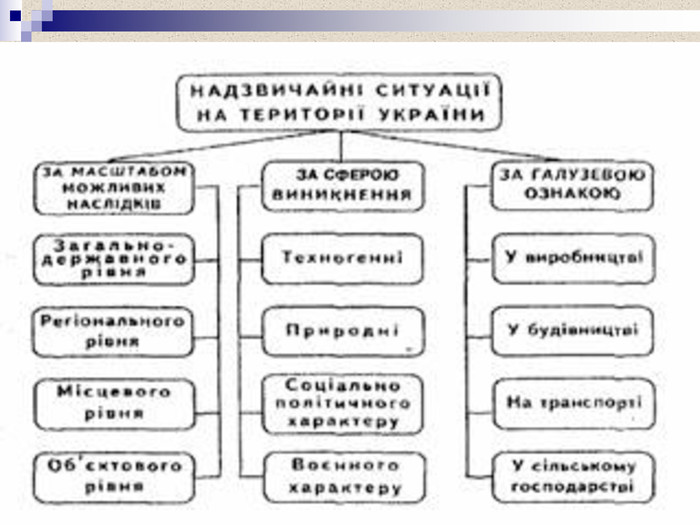 НАДЗВИЧАЙНІ СИТУАЦІЇ
НА ТЕРИТОРІЇ УКРАЇНИ
ЗА МАСШТАБОМ
МОЖЛИВИХ
НАСЛІДКІВ
Загально-
державного
рівня
Регіонального
рівня
Місцевого
рівня
Об'єктового
рівня
ЗА СФЕРОЮ
ВИНИКНЕННЯ
Техногенні
Природні
Соціально
політичного
характеру
Воєнного
характеру
ЗА ГАЛУЗЕВОЮ
ОЗНАКОЮ
У виробництві
У будівництві
На транспорті
У сільському
господарстві